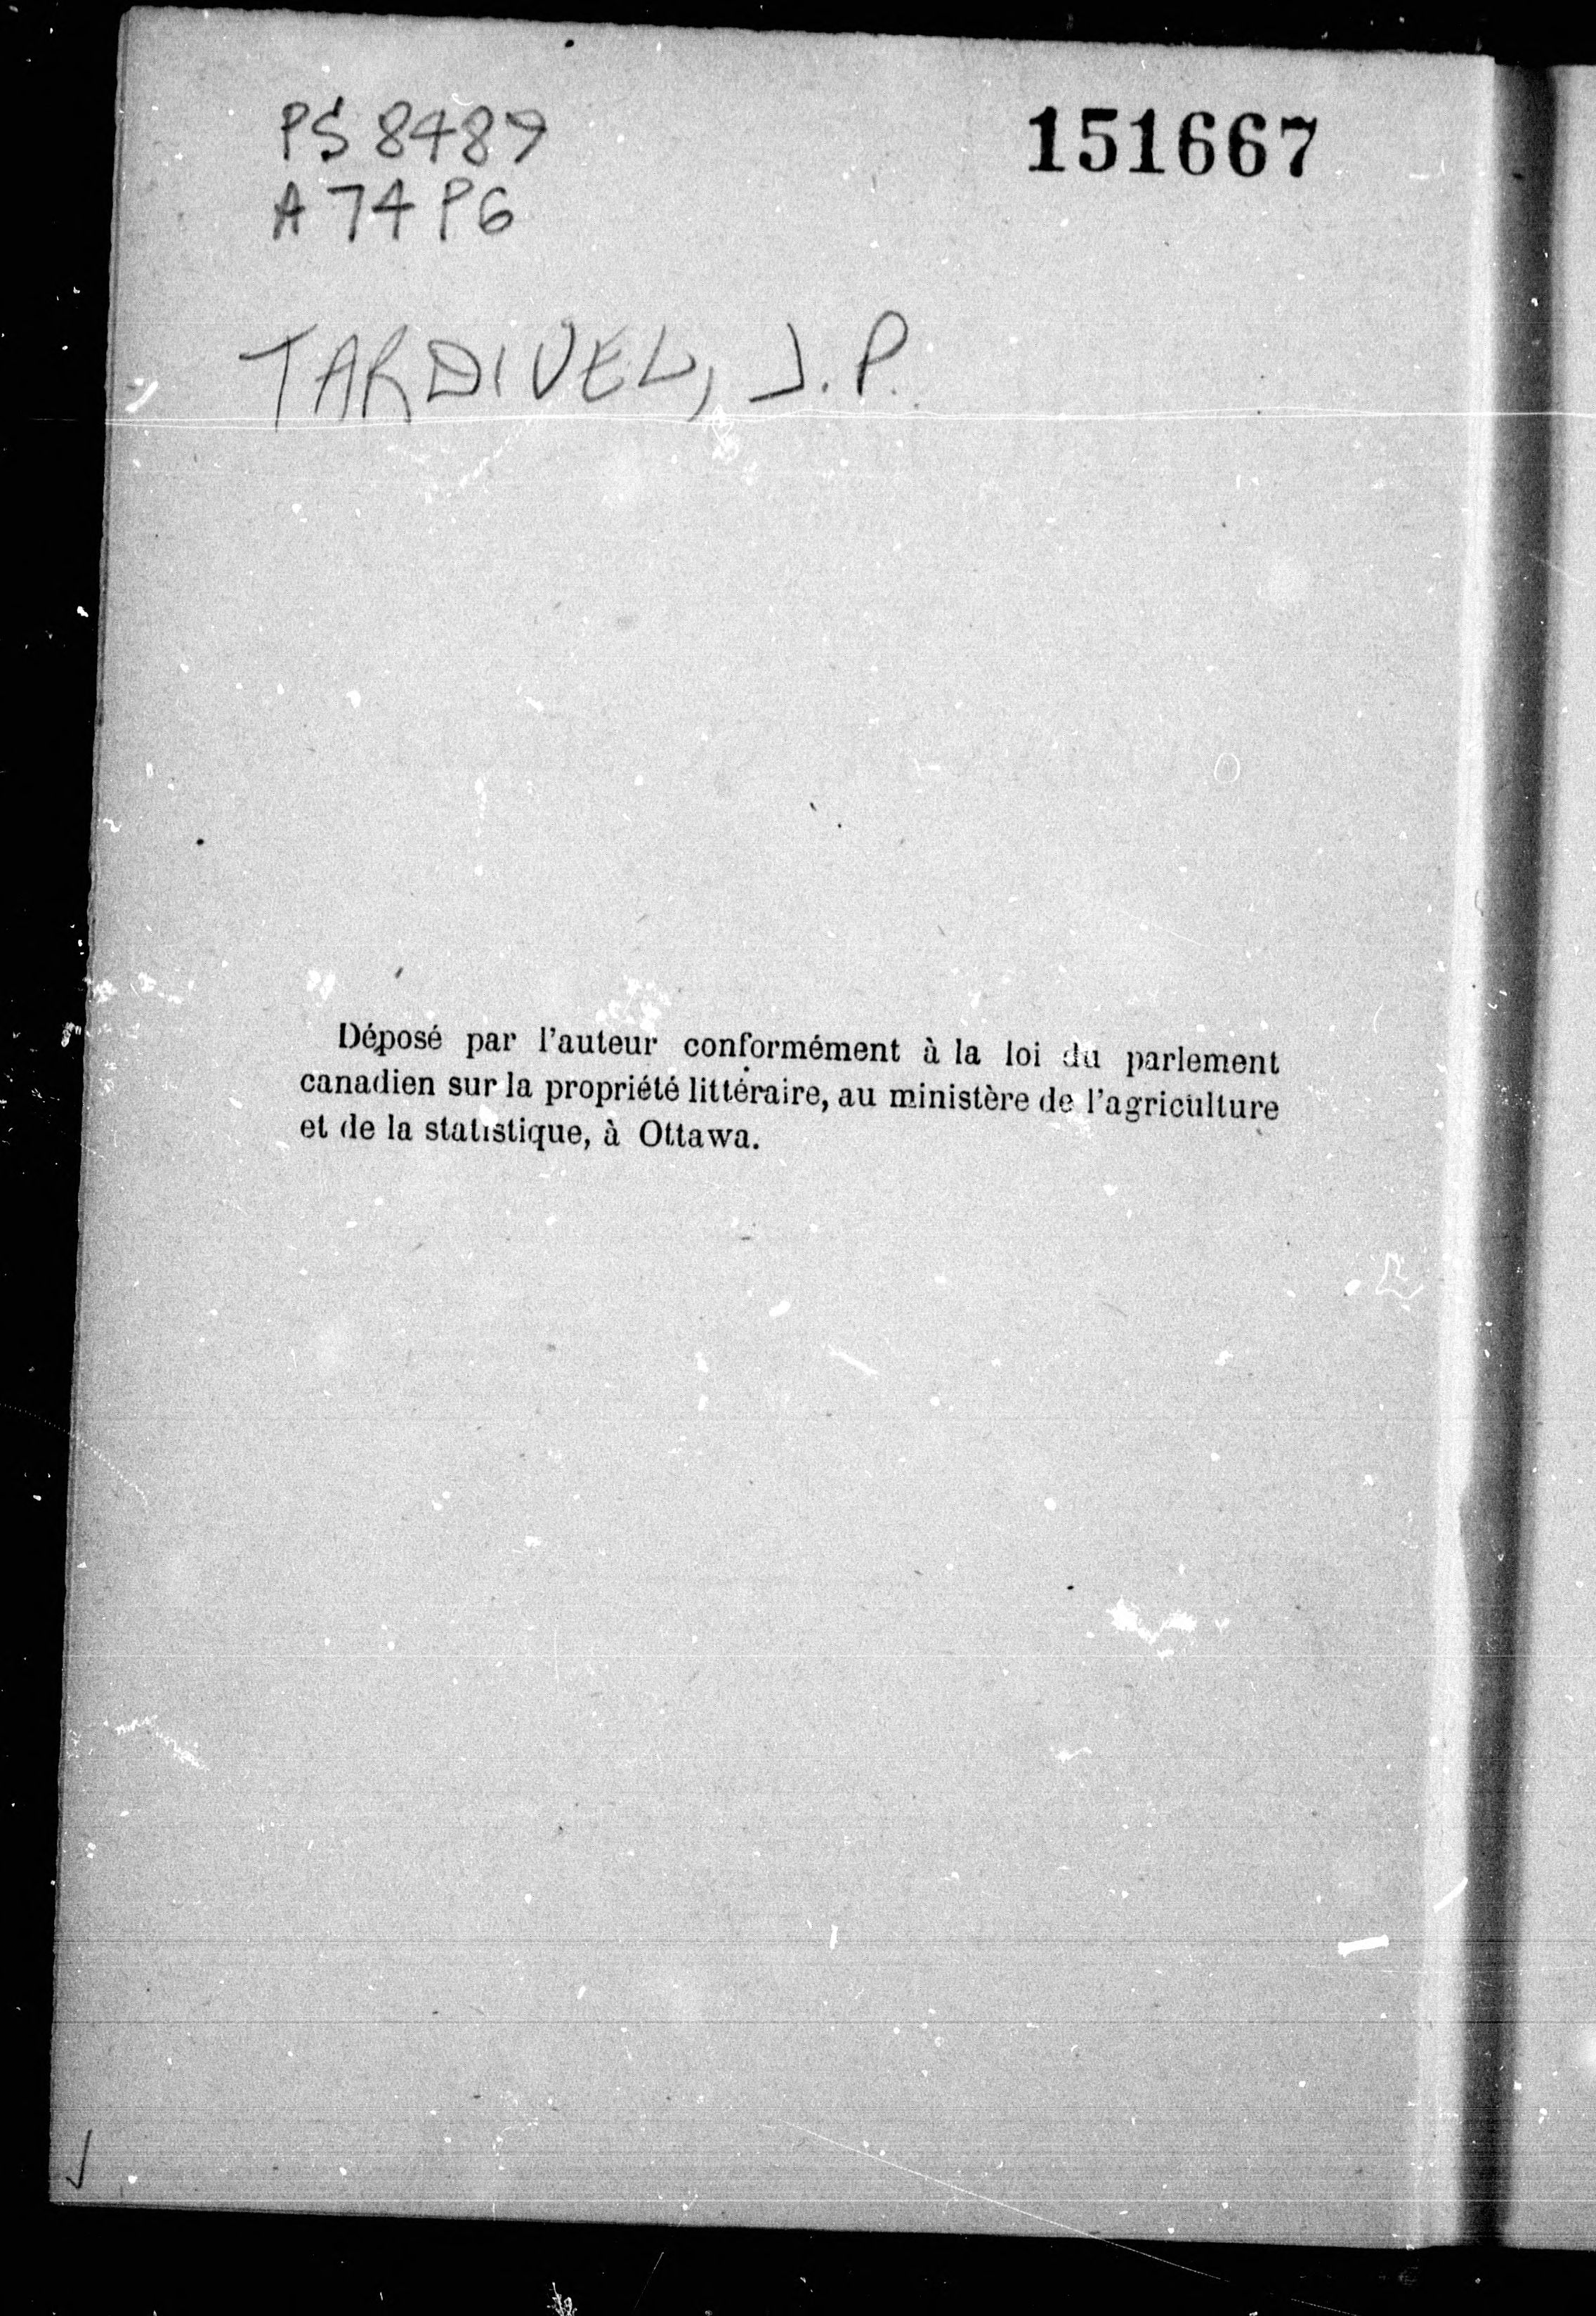 PS 8489
A 74 P6
151667
TARDIVEL, J. P.
Déposé par l'auteur conformément à la loi du parlement
canadien sur la propriété littéraire, au ministère de l'agriculture
et de la statistique, à Ottawa.